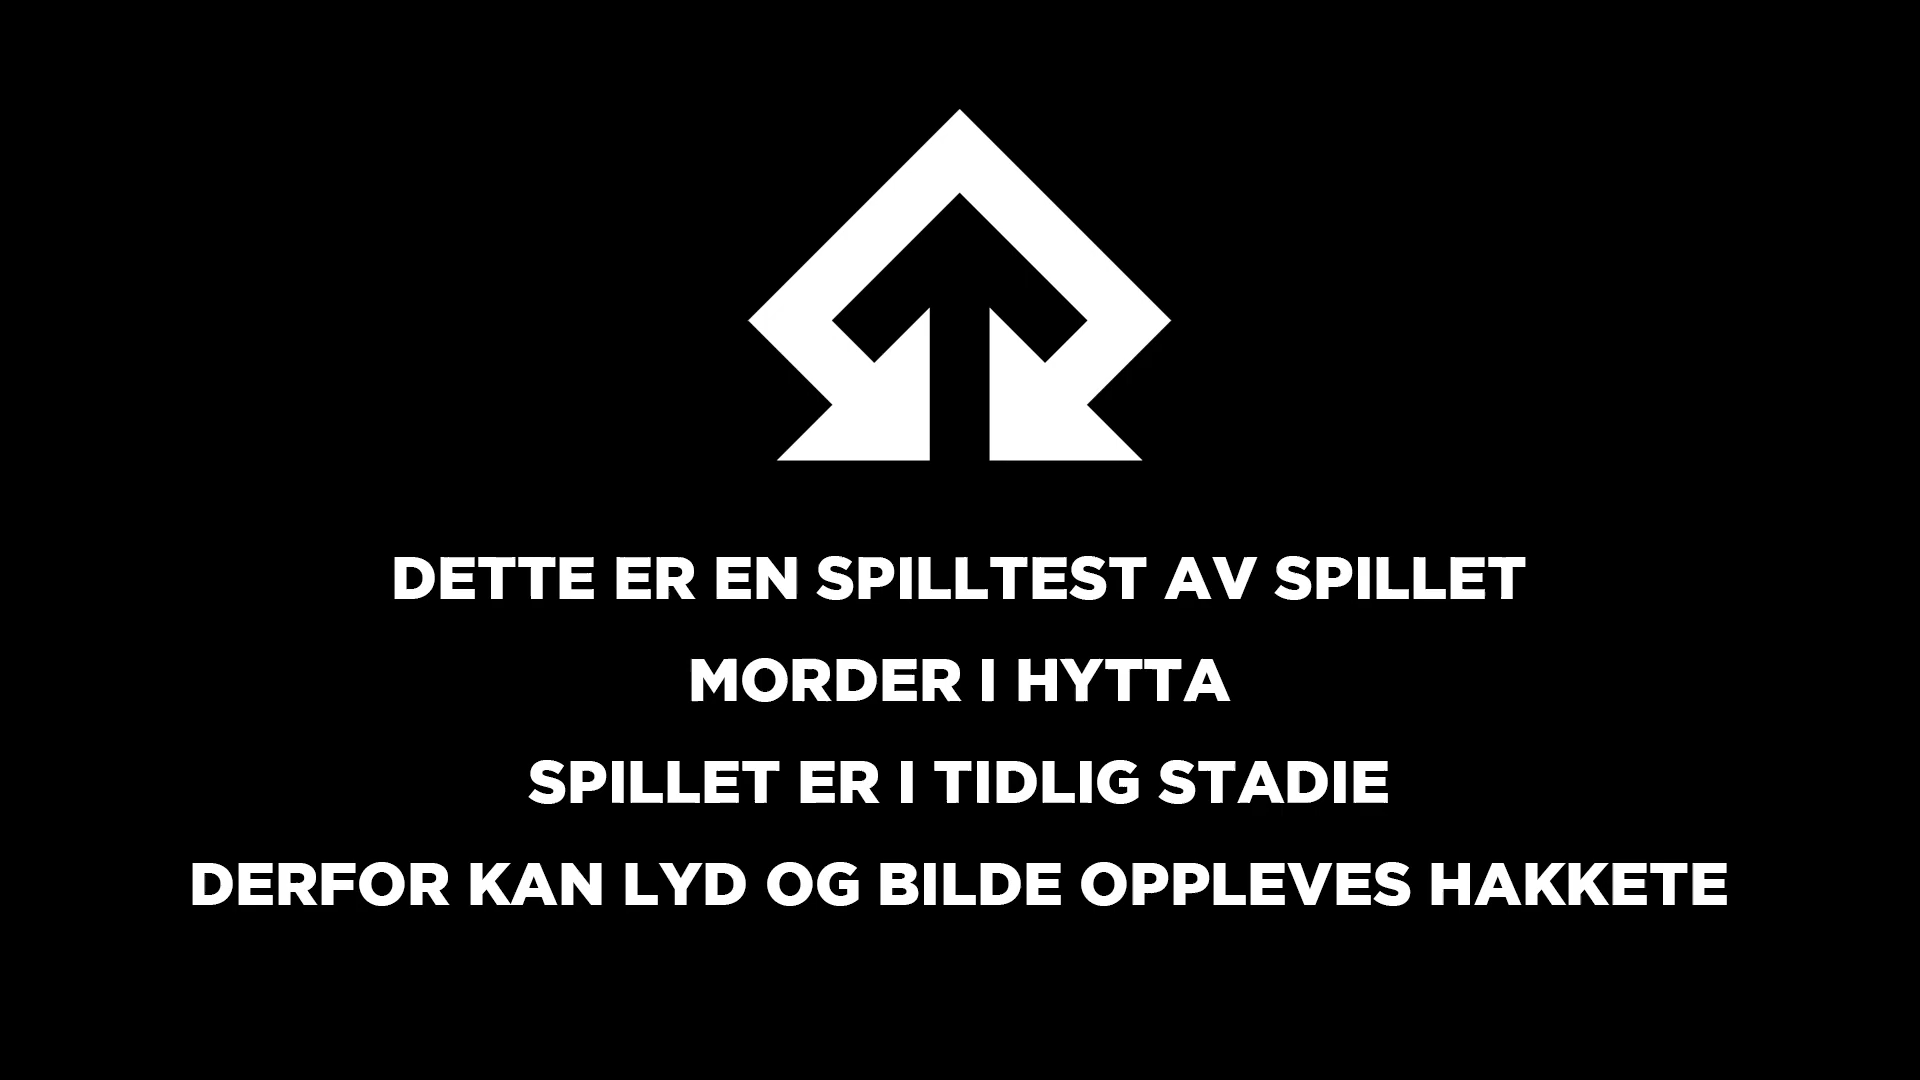 DETTE ER EN SPILLTEST AV SPILLET
MORDER I HYTTA
SPILLET ER I TIDLIG STADIE
DERFOR KAN LYD OG BILDE OPPLEVES HAKKETE